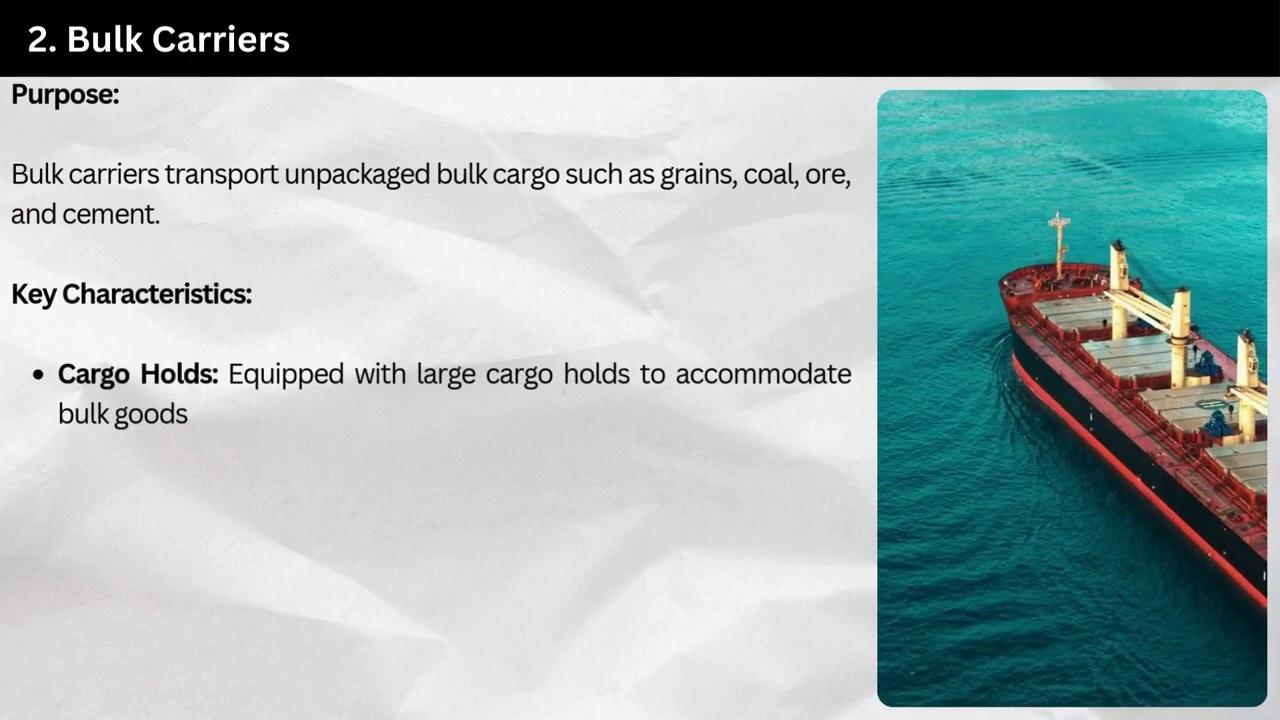 2. Bulk Carriers
Purpose:
Bulk carriers transport unpackaged bulk cargo such as grains, coal, ore,
and cement.
Key Characteristics:
• Cargo Holds: Equipped with large cargo holds to accommodate
bulk goods